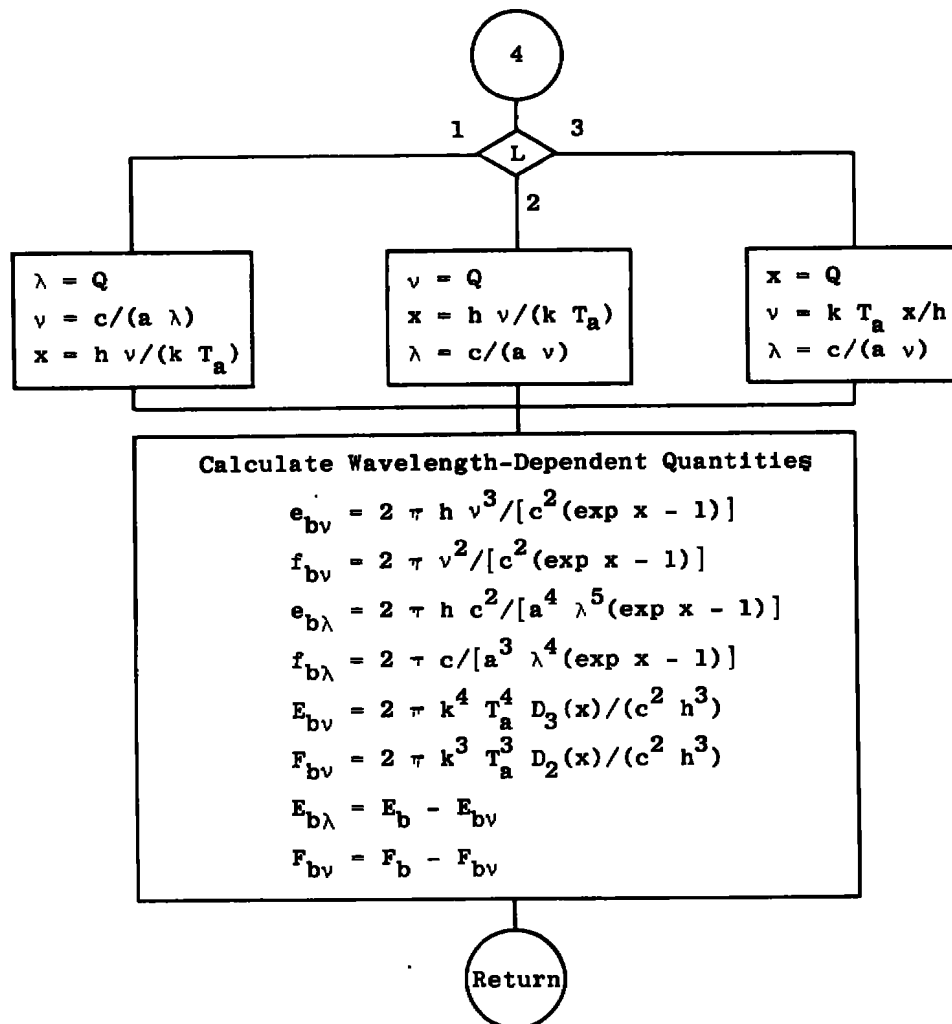 4
1
3
L
2
λ = Q
ν = c/(a λ)
x = h ν/(k T_a)
ν = Q
x = h ν/(k T_a)
λ = c/(a ν)
x = Q
ν = k T_a x/h
λ = c/(a ν)
Calculate Wavelength-Dependent Quantities
e_bν = 2 π h ν^3/[c^2(exp x - 1)]
f_bν = 2 π ν^2/[c^2(exp x - 1)]
e_bλ = 2 π h c^2/[a^4 λ^5(exp x - 1)]
f_bλ = 2 π c/[a^3 λ^4(exp x - 1)]
E_bν = 2 π k^4 T_a^4 D_3(x)/(c^2 h^3)
F_bν = 2 π k^3 T_a^3 D_2(x)/(c^2 h^3)
E_bλ = E_b - E_bν
F_bν = F_b - F_bν
Return